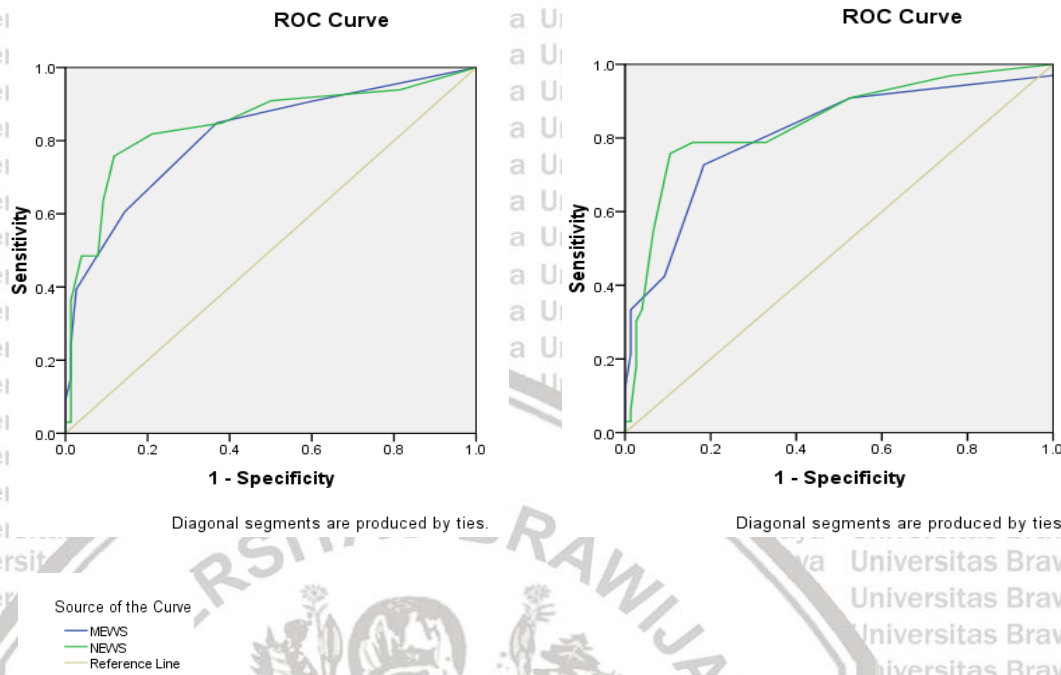 ROC Curve
1.0
0.8
0.6
0.4
0.2
0.0
Sensitivity
0.0 0.2 0.4 0.6 0.8 1.0
1 - Specificity
Diagonal segments are produced by ties.
ROC Curve
1.0
0.8
0.6
0.4
0.2
0.0
Sensitivity
0.0 0.2 0.4 0.6 0.8 1.0
1 - Specificity
Diagonal segments are produced by ties
Source of the Curve
MEWS
NEWS
Reference Line
Universitas Braw
Universitas Braw
Universitas Braw